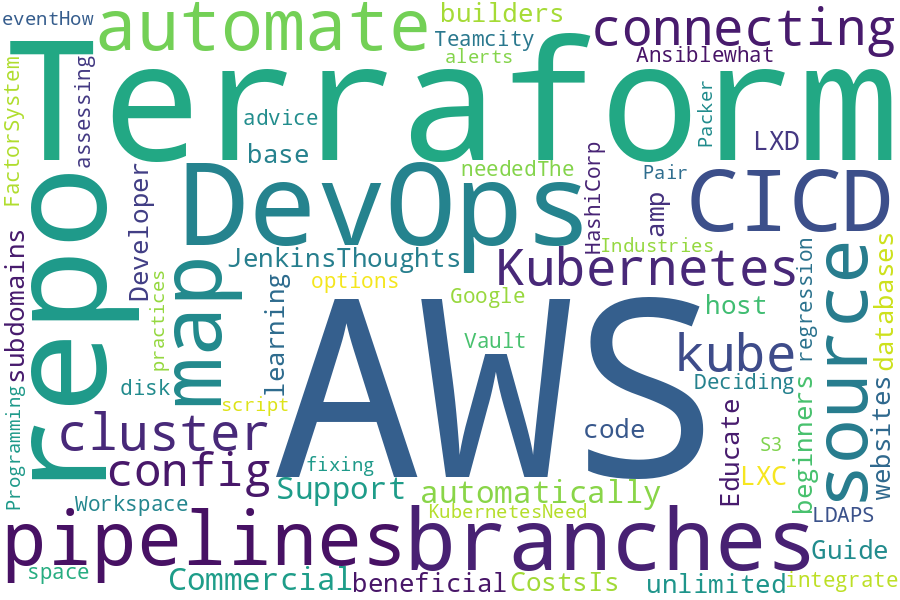 eventHow
automate
builders
Teamcity
alerts
connecting
Ansiblewhat
Terraform
FactorSystem
assessing
advice
base
Packer
LXD
repo
Developer
DevOps
neededThe
HashiCorp
Pair
amp
CICD
Industries
subdomains
practices
map
JenkinsThoughts
Kubernetes
regression
source
databases
learning
options
Google
host
AWS
Vault
kube
Deciding
disk
script
Programming
cluster
config
fixing
Support
code
Educate
S3
LXC
beginners
websites
Workspace
automatically
KubernetesNeed
LDAPS
pipelines
branches
Guide
space
Commercial
beneficial
CostsIs
unlimited
integrate